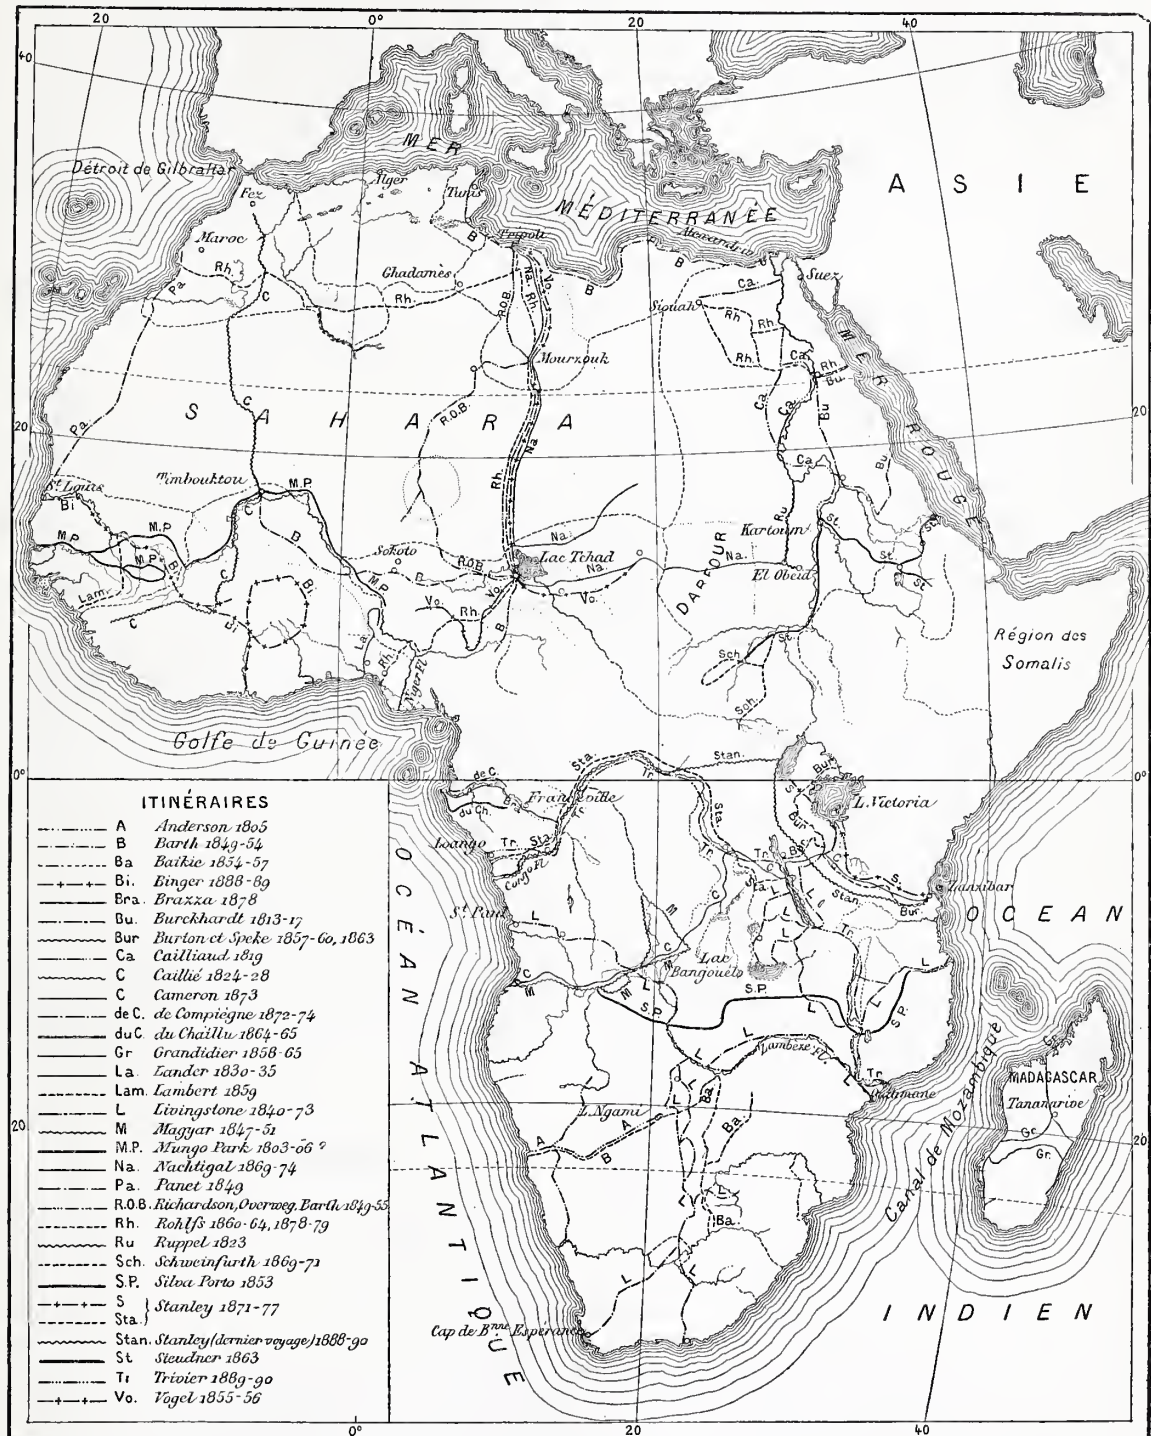 20 0° 20 40
40
MER
Détroit de Gilbraltar
Alger
Tunis
Fez
A S I E
MÉDITERRANÉE
Maroc
Tripoli
Alexandrie
Suez
Ghadamès
Siouah
Mourzouk
MER ROUGE
S A H A R A
20
20
St Louis
Timbouktou
Kartoum
Sokoto
Lac Tchad
DARFOUR
El Obeid
Région des
Somalis
Niger Fl
Golfe de Guinée
0°
0°
Franceville
L. Victoria
Loango
Congo Fl
Zanzibar
St Paul
OCEAN
Lac
Bangouélo
OCÉAN ATLANTIQUE
Zambèze Fl.
MADAGASCAR
Tananarive
L. Ngami
Quilimane
20
20
Canal de Mozambique
INDIEN
Cap de Bnne Espérance
ITINÉRAIRES
A Anderson 1805
B Barth 1849-54
Ba Baikie 1854-57
Bi. Binger 1888-89
Bra. Brazza 1878
Bu. Burckhardt 1813-17
Bur Burton et Speke 1857-60, 1863
Ca Cailliaud 1819
C Caillié 1824-28
C Cameron 1873
de C. de Compiègne 1872-74
du C. du Chaillu 1864-65
Gr Grandidier 1858-65
La. Lander 1830-35
Lam. Lambert 1859
L Livingstone 1840-73
M Magyar 1847-51
M.P. Mungo Park 1803-06 ?
Na. Nachtigal 1869-74
Pa. Panet 1849
R.O.B. Richardson, Overweg, Barth 1849-55
Rh. Rohlfs 1860-64, 1878-79
Ru Ruppel 1823
Sch. Schweinfurth 1869-71
S.P. Silva Porto 1853
S
Sta. } Stanley 1871-77
Stan. Stanley (dernier voyage) 1888-90
St Steudner 1863
Tr Trivier 1889-90
Vo. Vogel 1855-56
0° 20 40